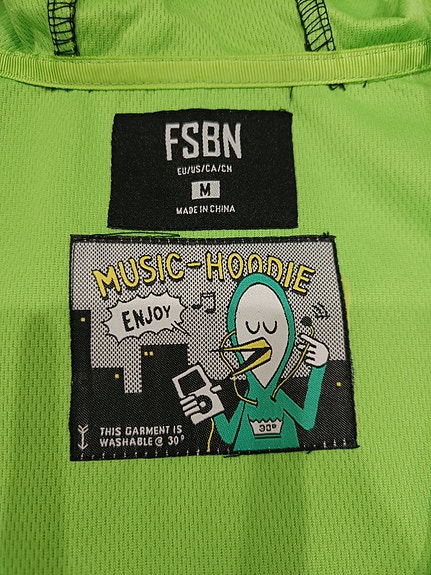 FSBN
EU/US/CA/CN
M
MADE IN CHINA
MUSIC-HOODIE
ENJOY
30°
THIS GARMENT IS
WASHABLE @ 30°